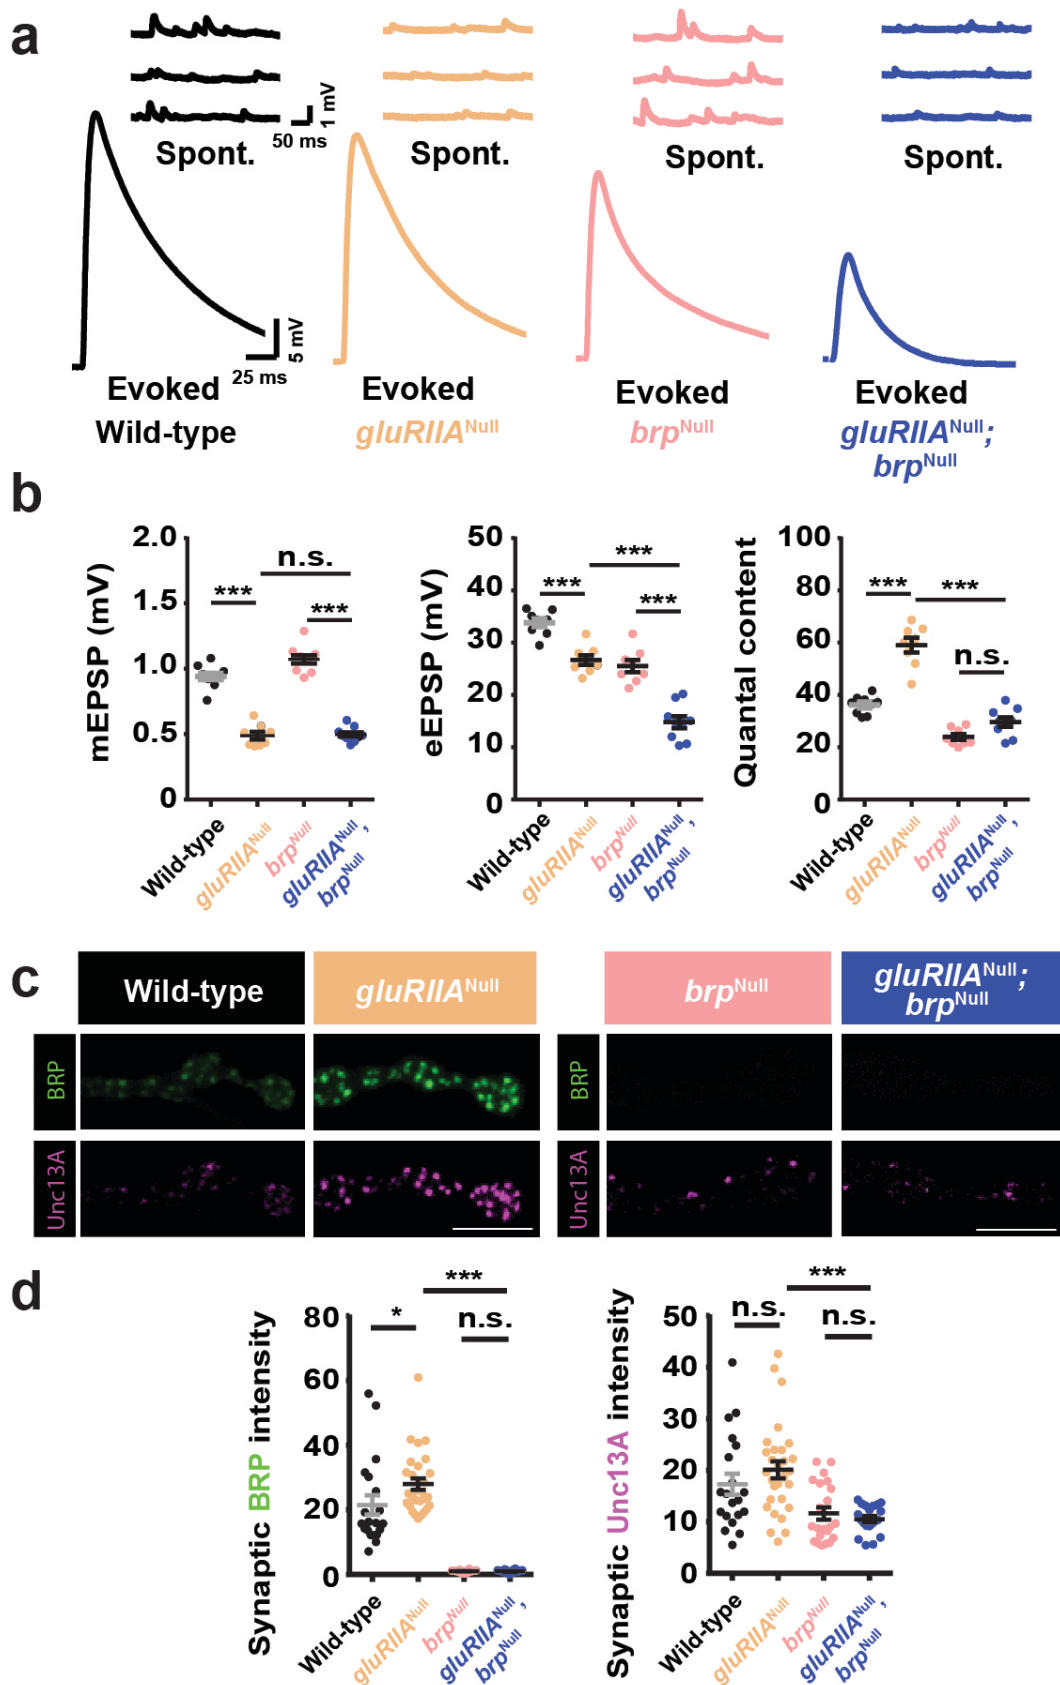 a
1 mV
50 ms
Spont. Spont. Spont. Spont.
5 mV
25 ms
Evoked Evoked Evoked Evoked
Wild-type gluRIIA^Null brp^Null gluRIIA^Null;
brp^Null
b
mEPSP (mV)
2.0
1.5
1.0
0.5
0
***
n.s.
***
Wild-type
gluRIIA^Null
brp^Null
gluRIIA^Null,
brp^Null
eEPSP (mV)
50
40
30
20
10
0
***
***
***
Wild-type
gluRIIA^Null
brp^Null
gluRIIA^Null,
brp^Null
Quantal content
100
80
60
40
20
0
***
***
n.s.
Wild-type
gluRIIA^Null
brp^Null
gluRIIA^Null,
brp^Null
c
Wild-type gluRIIA^Null brp^Null gluRIIA^Null;
brp^Null
BRP BRP
Unc13A Unc13A
d
Synaptic BRP intensity
80
60
40
20
0
*
***
n.s.
Wild-type
gluRIIA^Null
brp^Null
gluRIIA^Null,
brp^Null
Synaptic Unc13A intensity
50
40
30
20
10
0
n.s.
***
n.s.
Wild-type
gluRIIA^Null
brp^Null
gluRIIA^Null,
brp^Null